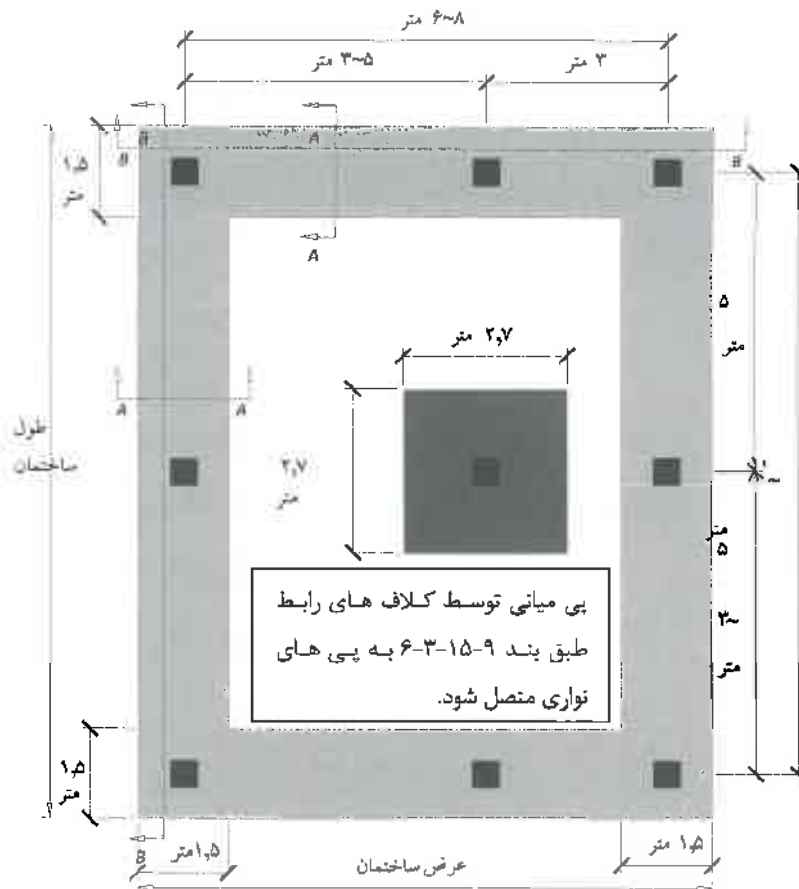 ۶~۸ متر
۳~۵ متر
۳ متر
B
A
B
B
۱٫۵
متر
A
۵
متر
۲٫۷ متر
A
A
طول
ساختمان
۲٫۷
متر
متر
۵
۳~
متر
پی میانی توسط کلاف های رابط
طبق بند ۹-۱۵-۳-۶ به پی های
نواری متصل شود.
۱٫۵
متر
B
۱٫۵متر
عرض ساختمان
۱٫۵ متر